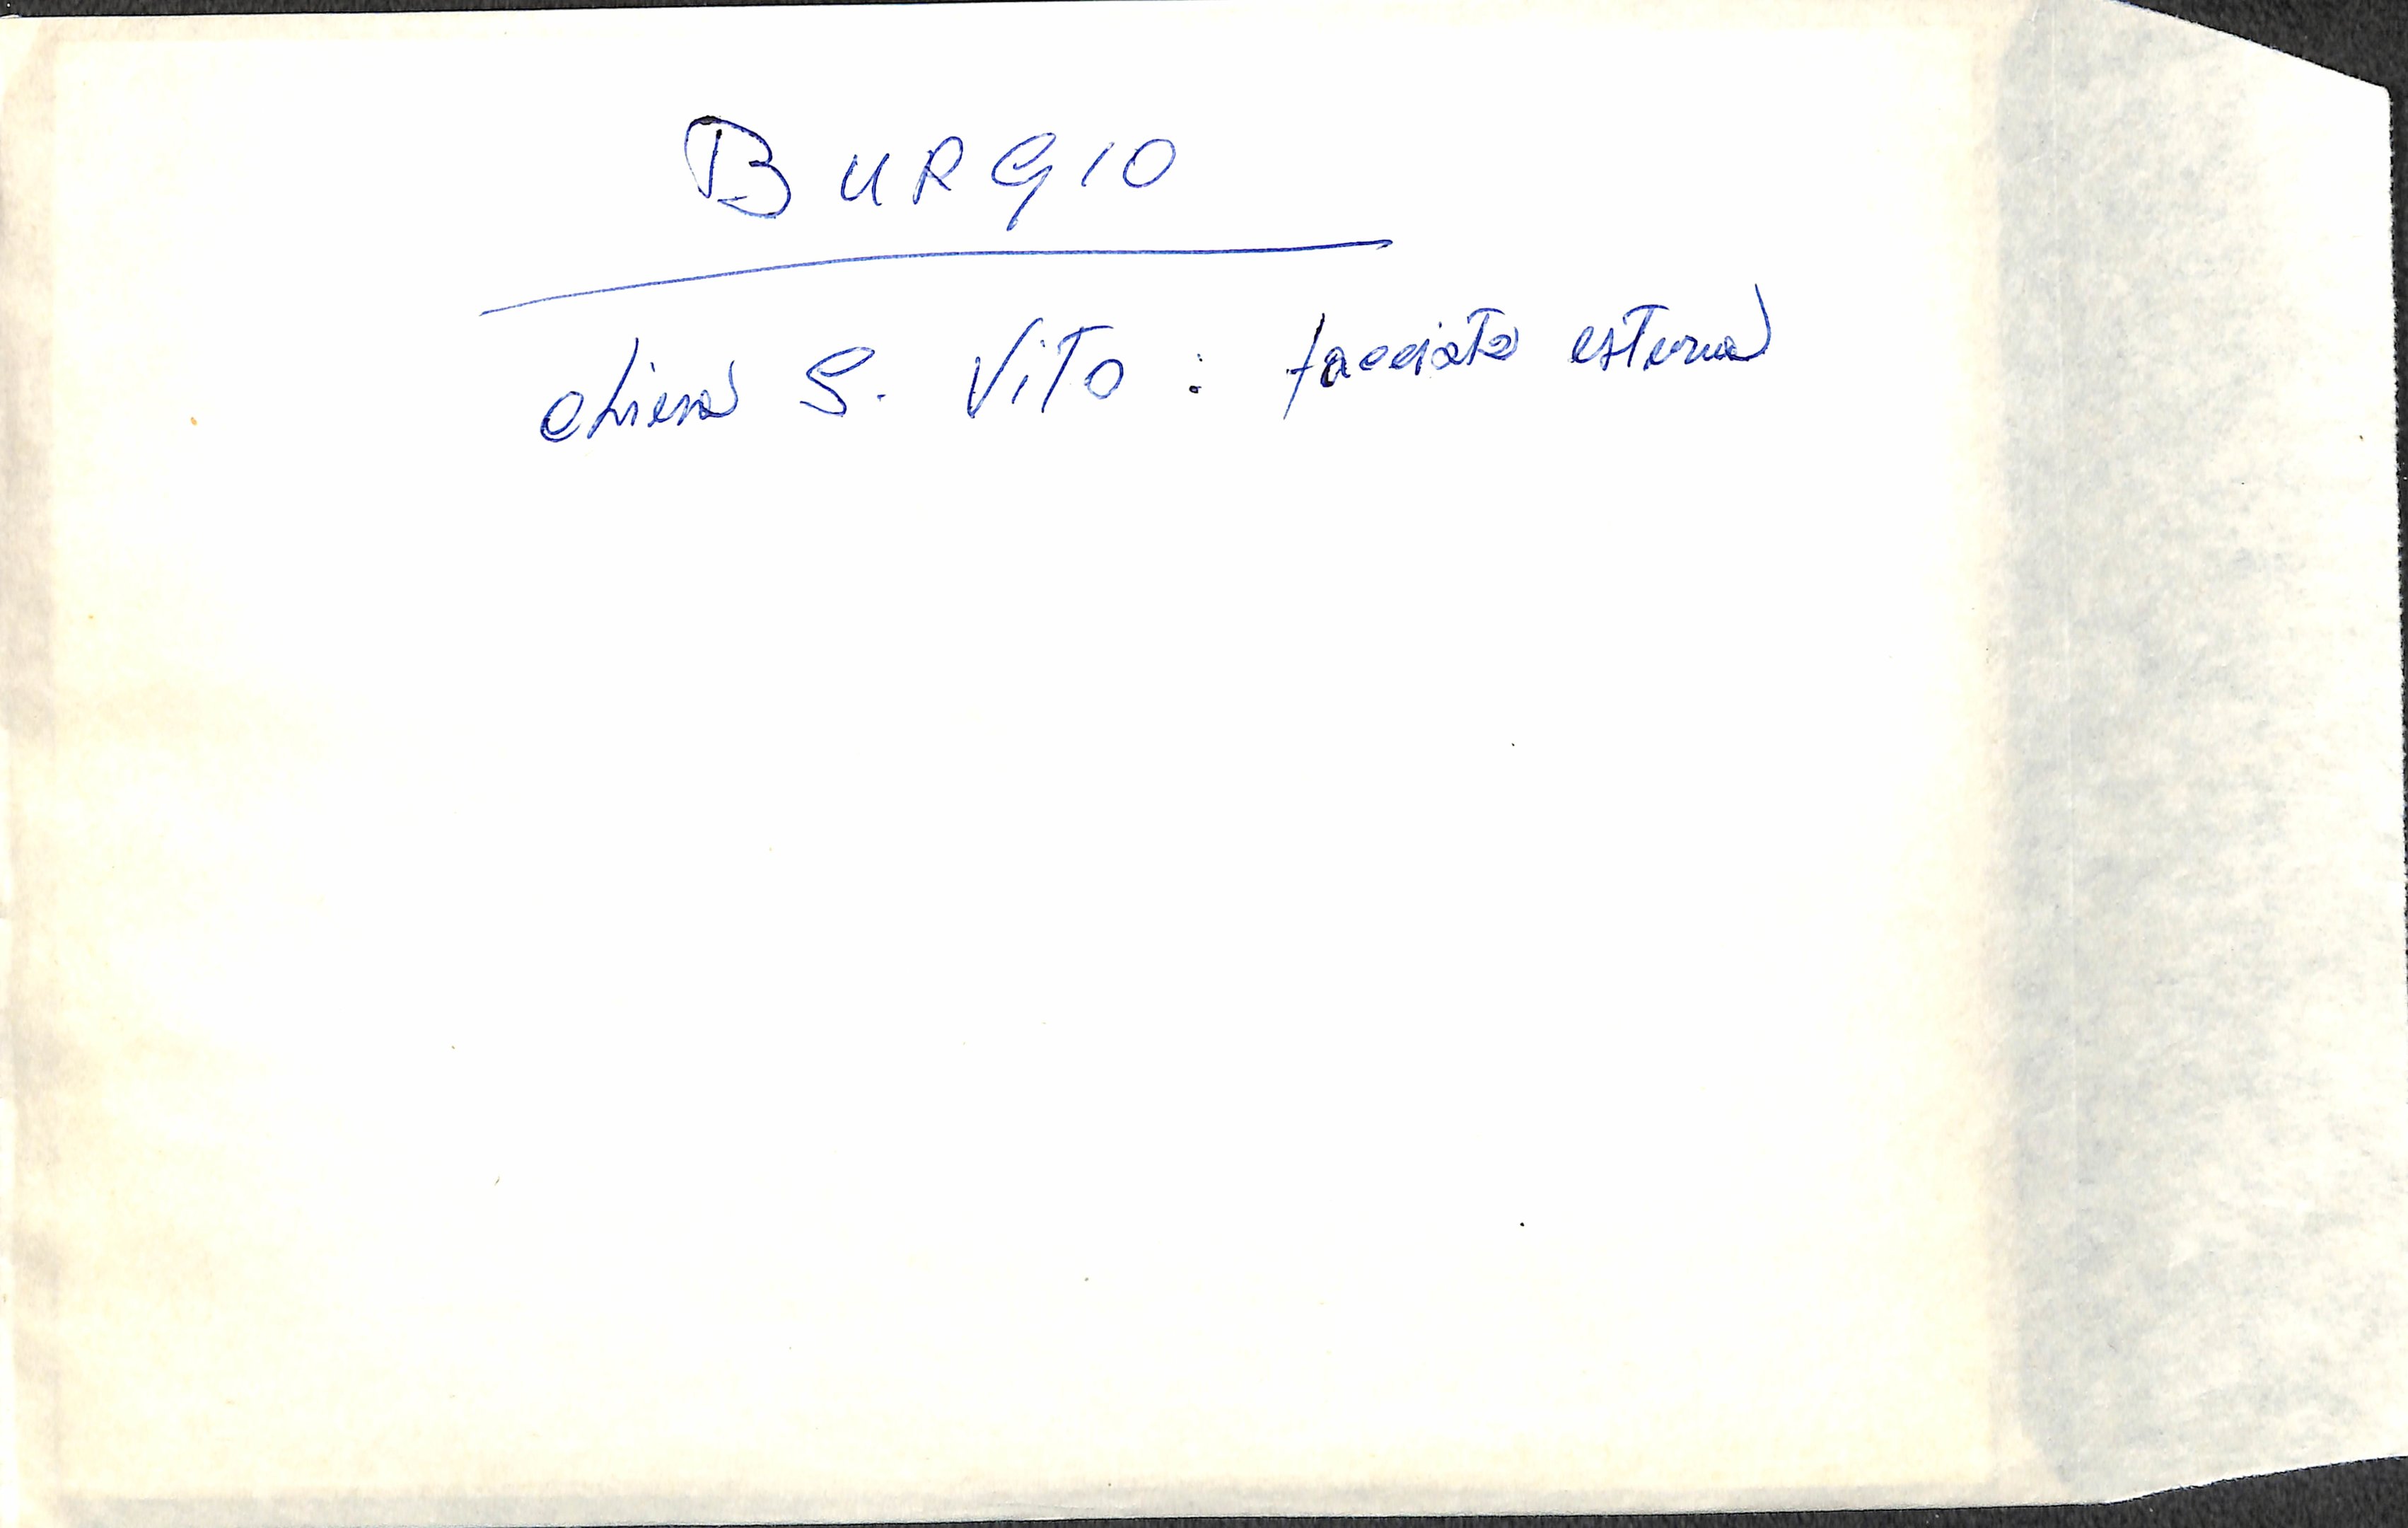 BURGIO
chiesa S. Vito : facciata esterna